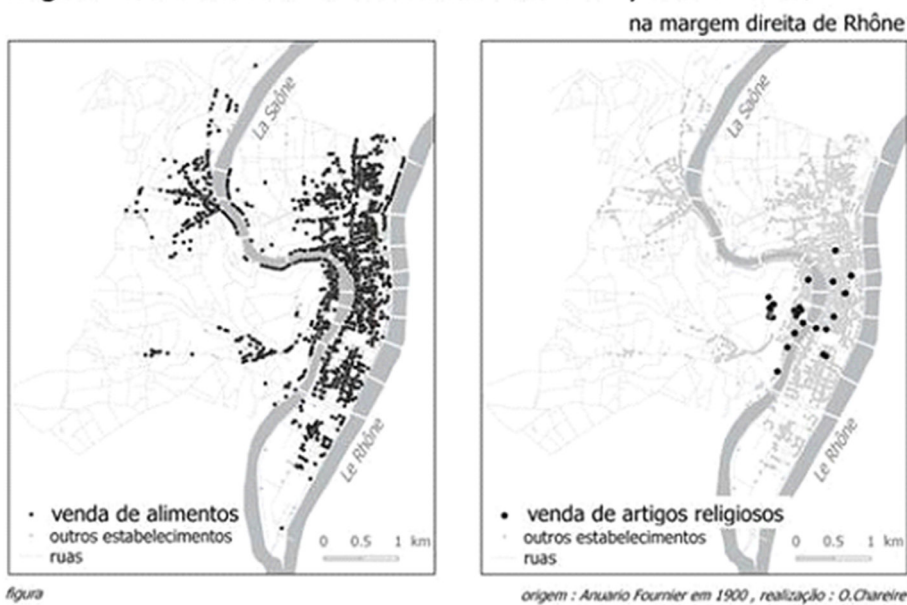 na margem direita de Rhône
La Saône
Le Rhône
venda de alimentos
outros estabelecimentos
ruas
0 0.5 1 km
La Saône
Le Rhône
venda de artigos religiosos
outros estabelecimentos
ruas
0 0.5 1 km
figura
origem : Anuario Fournier em 1900 , realização : O.Chareire